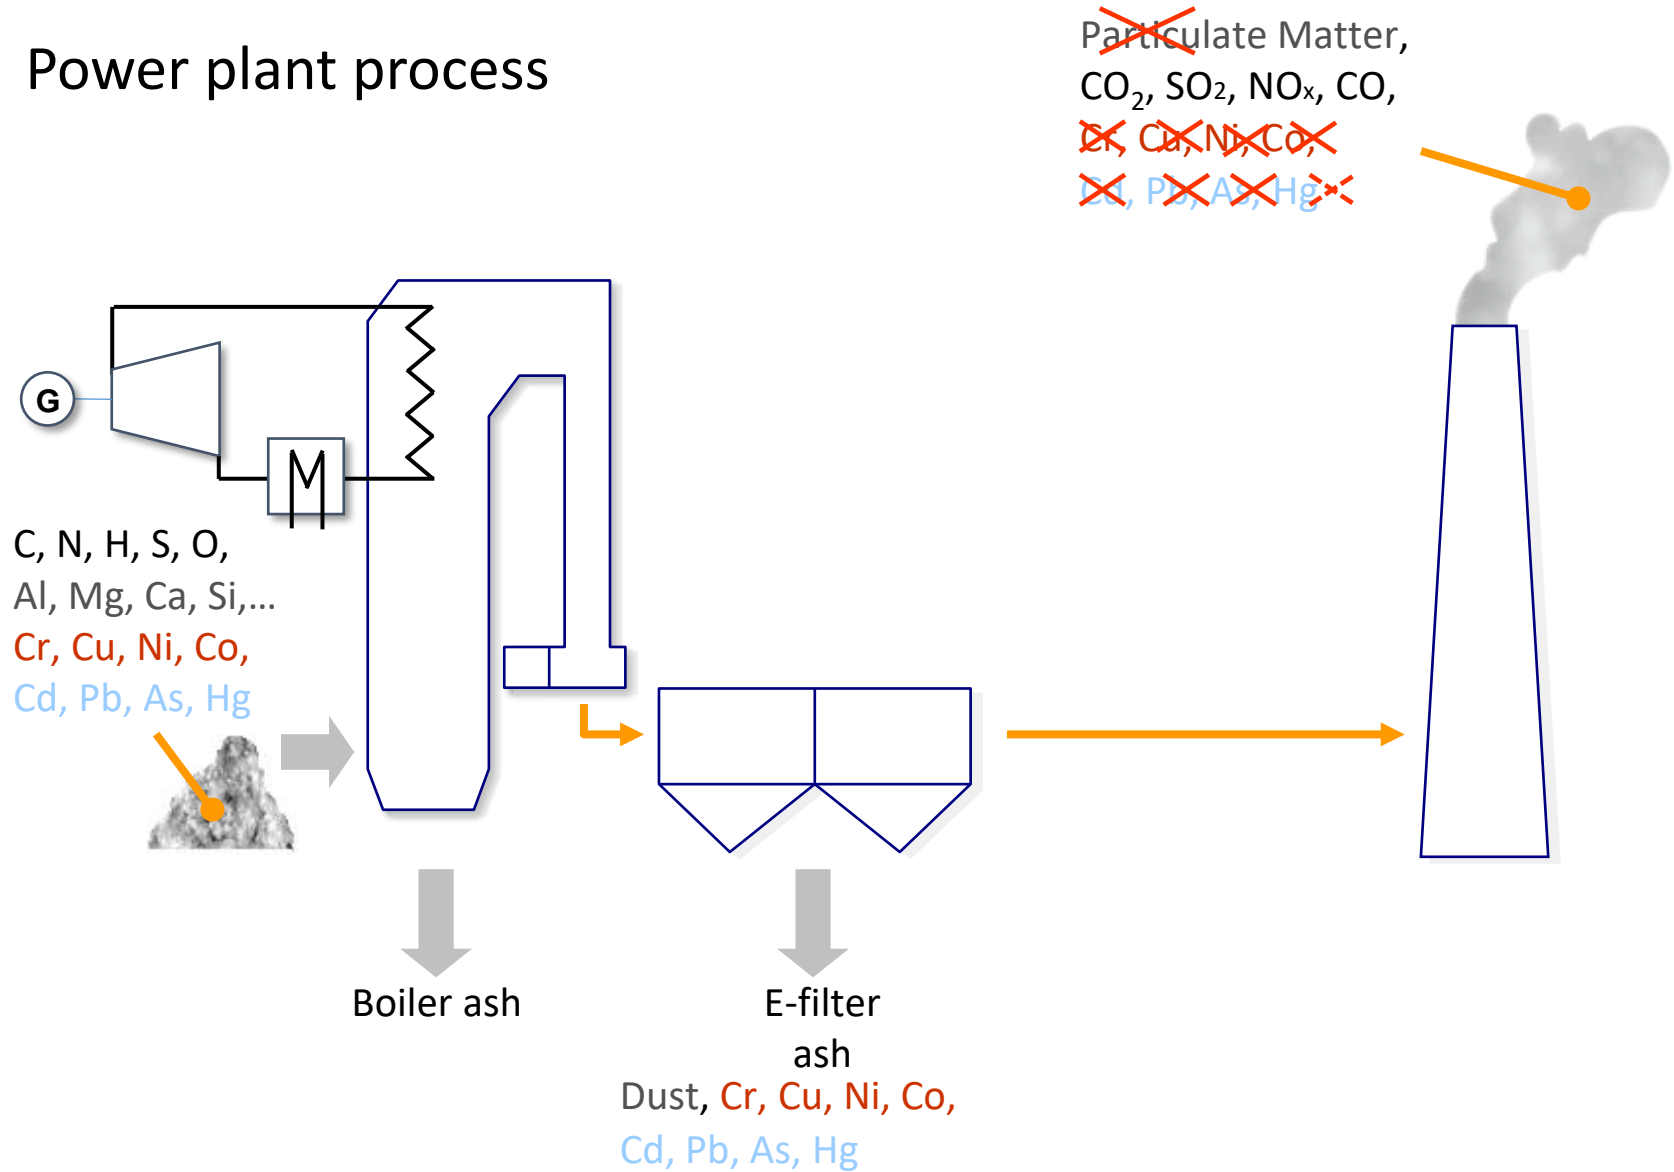 Power plant process
Particulate Matter,
CO₂, SO₂, NOₓ, CO,
Cr, Cu, Ni, Co,
Cd, Pb, As, Hg
G
C, N, H, S, O,
Al, Mg, Ca, Si,...
Cr, Cu, Ni, Co,
Cd, Pb, As, Hg
Boiler ash
E-filter
ash
Dust, Cr, Cu, Ni, Co,
Cd, Pb, As, Hg